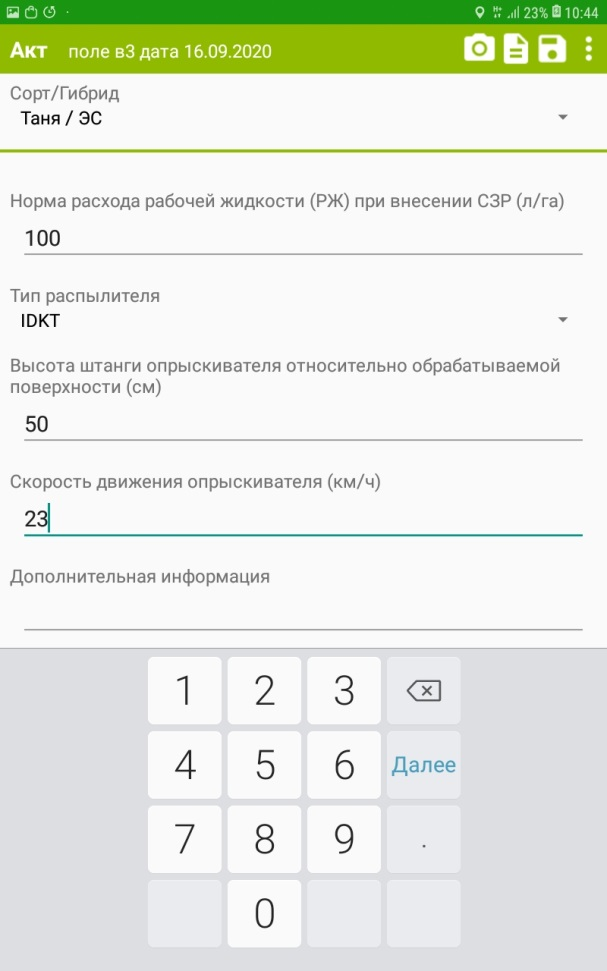 23% 10:44
Акт поле в3 дата 16.09.2020
Сорт/Гибрид
Таня / ЭС
Норма расхода рабочей жидкости (РЖ) при внесении СЗР (л/га)
100
Тип распылителя
IDKT
Высота штанги опрыскивателя относительно обрабатываемой
поверхности (см)
50
Скорость движения опрыскивателя (км/ч)
23
Дополнительная информация
1 2 3
4 5 6 Далее
7 8 9 .
0